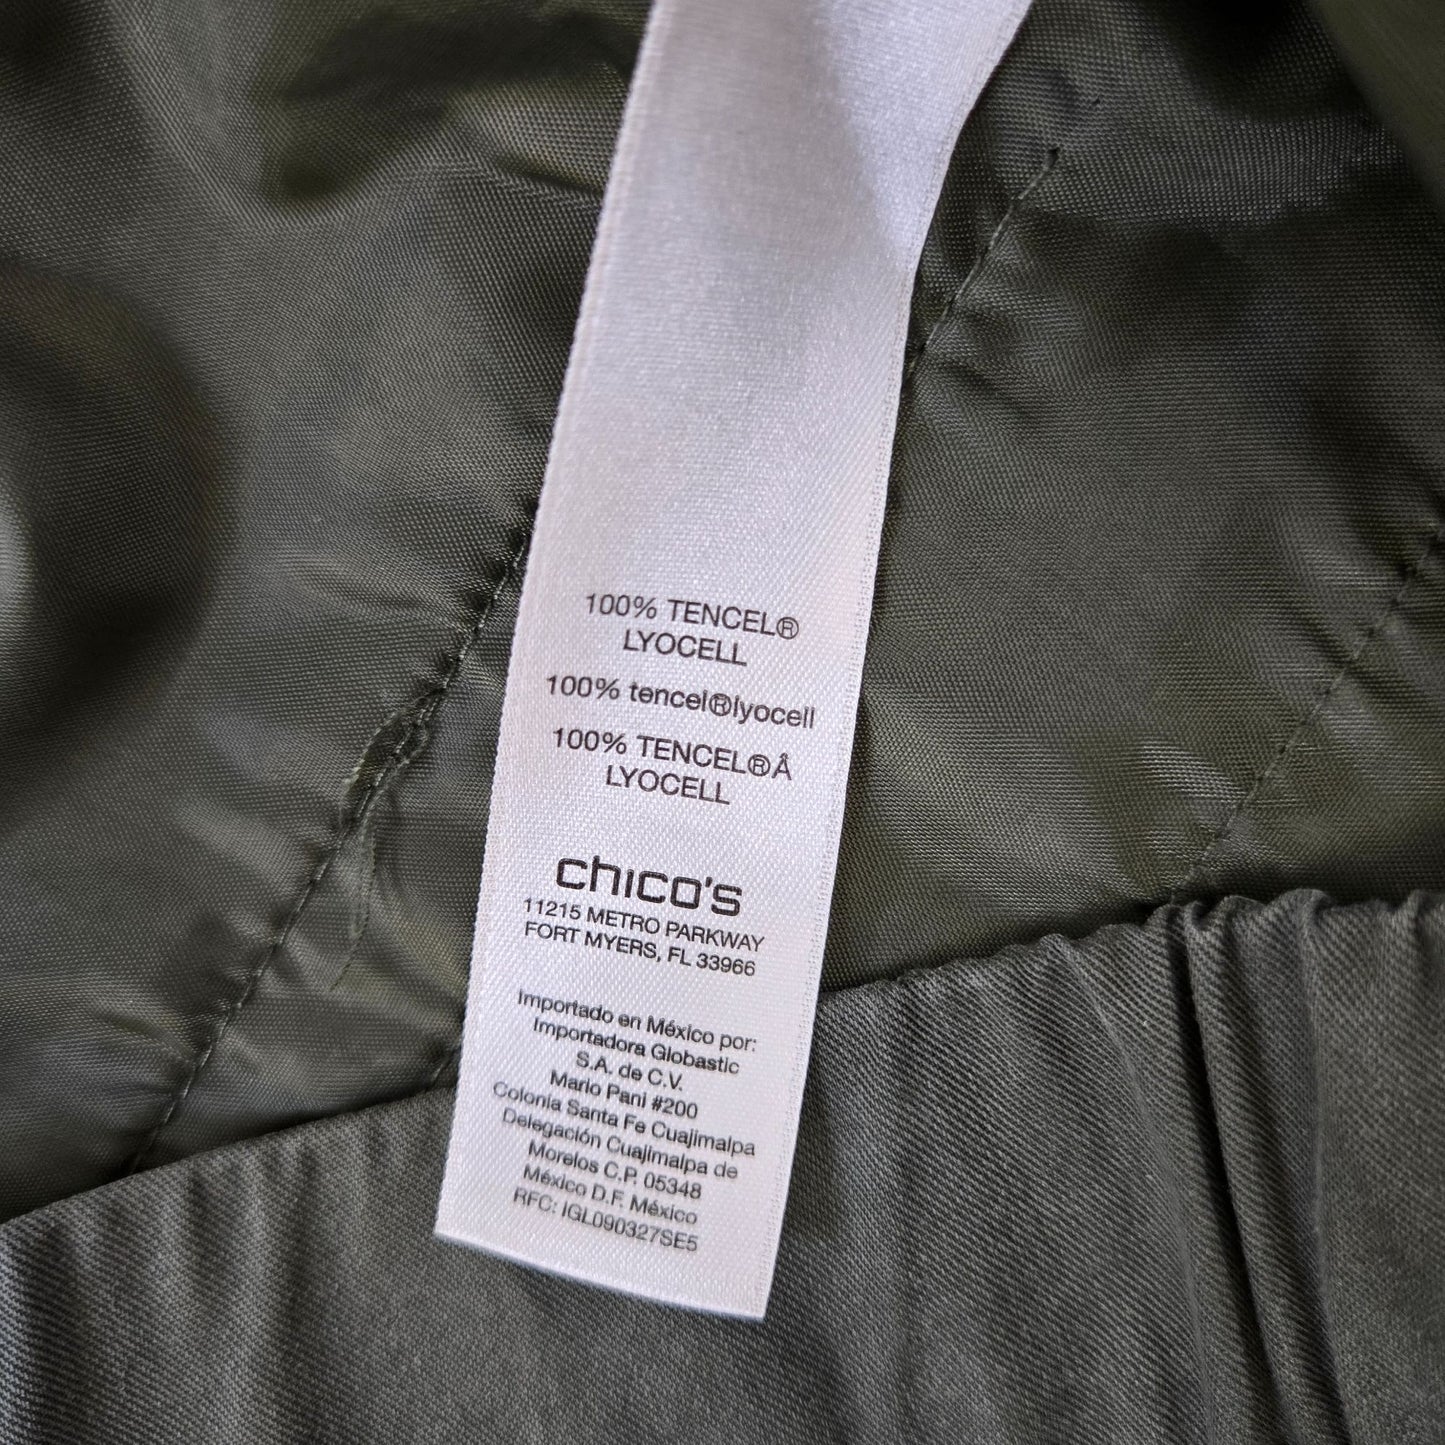 100% TENCEL®
LYOCELL
100% tencel®lyocell
100% TENCEL®Â
LYOCELL
chico's
11215 METRO PARKWAY
FORT MYERS, FL 33966
Importado en México por:
Importadora Globastic
S.A. de C.V.
Mario Pani #200
Colonia Santa Fe Cuajimalpa
Delegación Cuajimalpa de
Morelos C.P. 05348
México D.F. México
RFC: IGL090327SE5